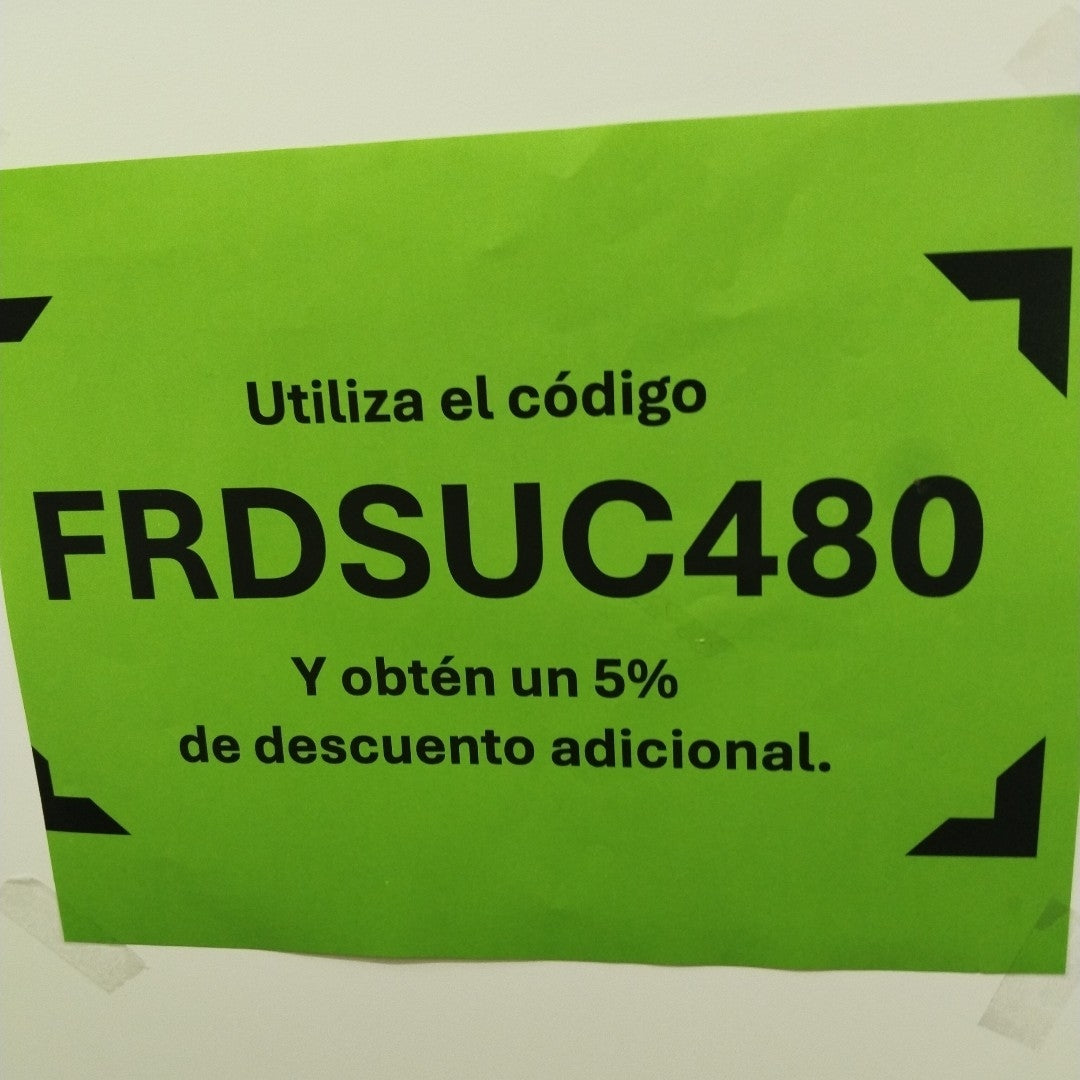 Utiliza el código
FRDSUC480
Y obtén un 5%
de descuento adicional.